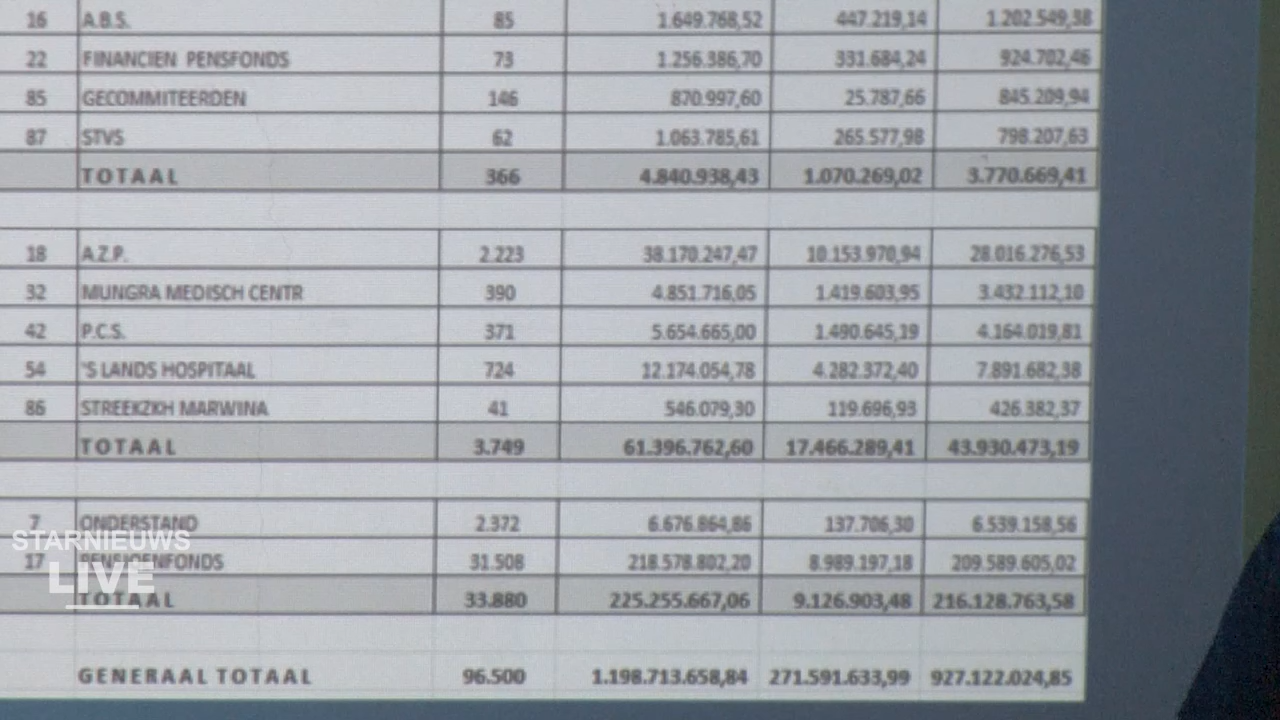 16 A.B.S. 85 1.649.768,52 447.219,14 1.202.549,38
22 FINANCIEN PENSFONDS 73 1.256.386,70 331.684,24 924.702,46
85 GECOMMITEERDEN 146 870.997,60 25.787,66 845.209,94
87 STVS 62 1.063.785,61 265.577,98 798.207,63
TOTAAL 366 4.840.938,43 1.070.269,02 3.770.669,41
18 A.Z.P. 2.223 38.170.247,47 10.153.970,94 28.016.276,53
32 MUNGRA MEDISCH CENTR 390 4.851.716,05 1.419.603,95 3.432.112,10
42 P.C.S. 371 5.654.665,00 1.490.645,19 4.164.019,81
54 'S LANDS HOSPITAAL 724 12.174.054,78 4.282.372,40 7.891.682,38
86 STREEKZKH MARWINA 41 546.079,30 119.696,93 426.382,37
TOTAAL 3.749 61.396.762,60 17.466.289,41 43.930.473,19
7 ONDERSTAND 2.372 6.676.864,86 137.706,30 6.539.158,56
STARNIEUWS
17 PENSIOENFONDS 31.508 218.578.802,20 8.989.197,18 209.589.605,02
LIVE
TOTAAL 33.880 225.255.667,06 9.126.903,48 216.128.763,58
GENERAAL TOTAAL 96.500 1.198.713.658,84 271.591.633,99 927.122.024,85